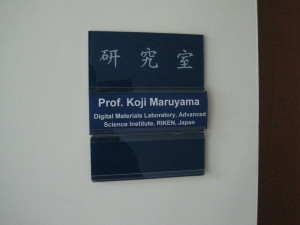 研 究 室
Prof. Koji Maruyama
Digital Materials Laboratory, Advanced
Science Institute, RIKEN, Japan